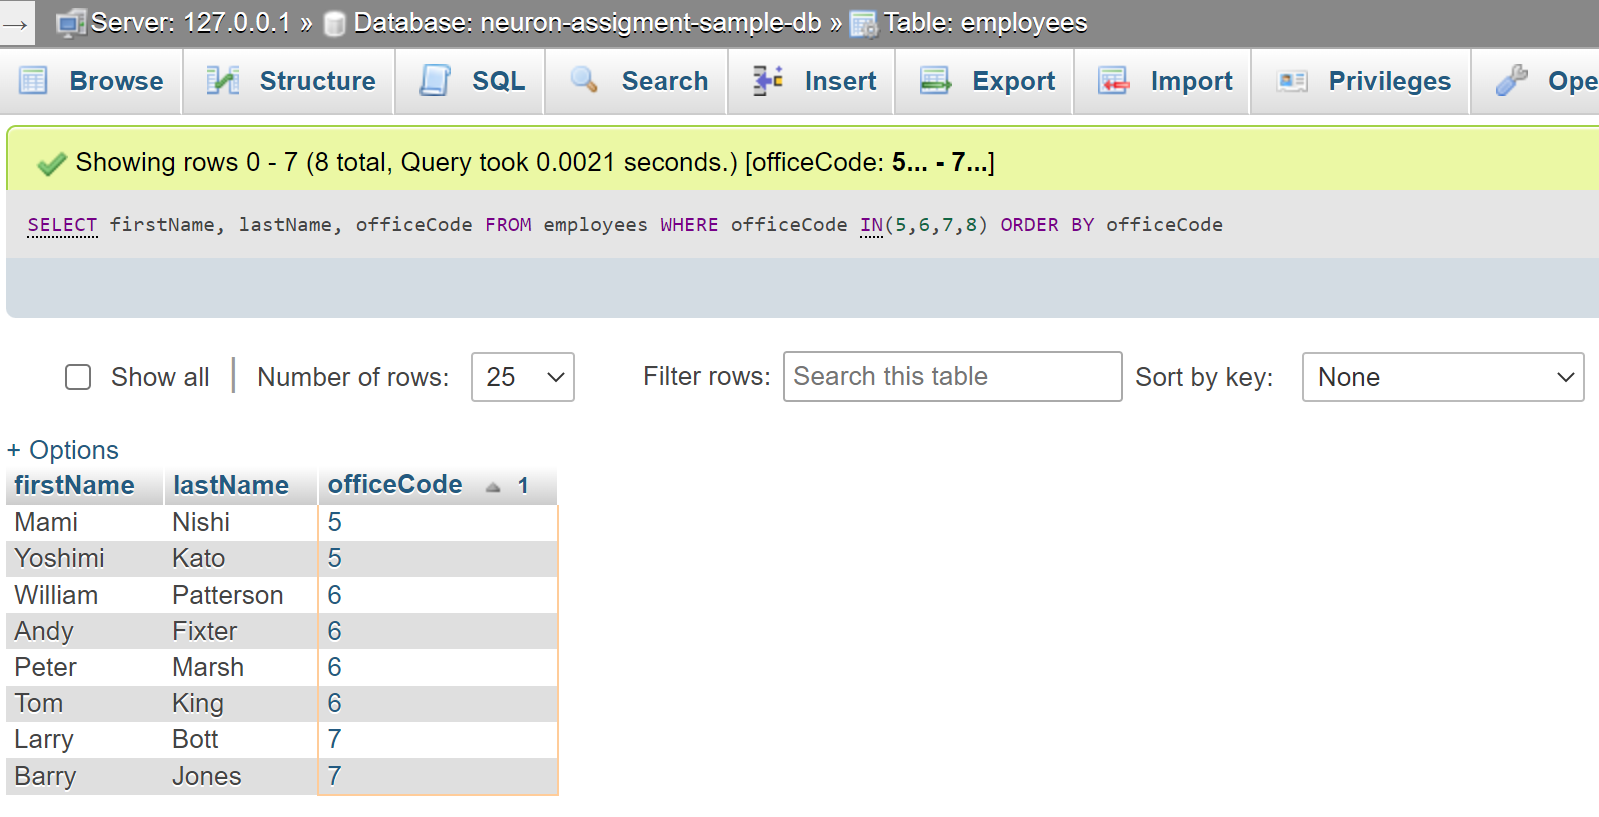 → Server: 127.0.0.1 » Database: neuron-assigment-sample-db » Table: employees
Browse Structure SQL Search Insert Export Import Privileges Ope
Showing rows 0 - 7 (8 total, Query took 0.0021 seconds.) [officeCode: 5... - 7...]
SELECT firstName, lastName, officeCode FROM employees WHERE officeCode IN(5,6,7,8) ORDER BY officeCode
Show all | Number of rows: 25 Filter rows: Search this table Sort by key: None
+ Options
firstName lastName officeCode 1
Mami Nishi 5
Yoshimi Kato 5
William Patterson 6
Andy Fixter 6
Peter Marsh 6
Tom King 6
Larry Bott 7
Barry Jones 7